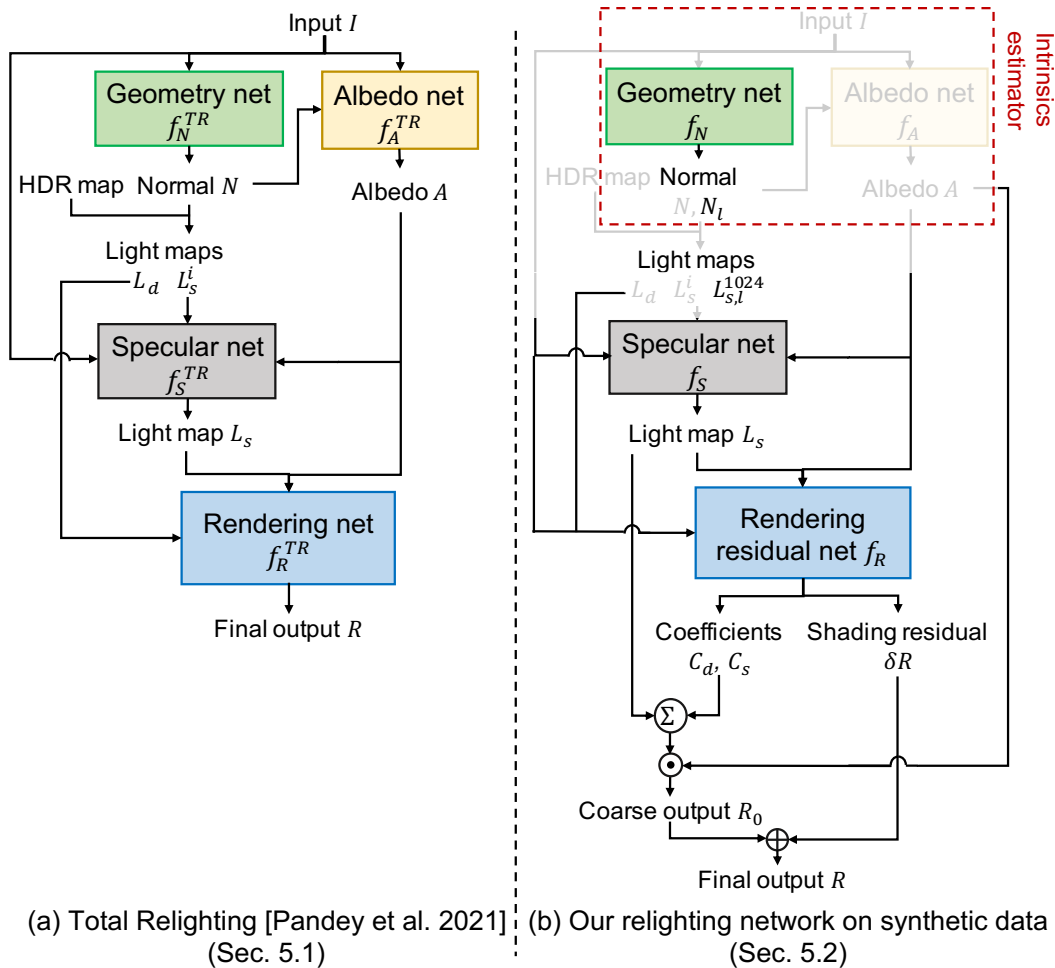 Input I
Geometry net
f_N^{TR}
Albedo net
f_A^{TR}
HDR map
Normal N
Albedo A
Light maps
L_d L_s^i
Specular net
f_S^{TR}
Light map L_s
Rendering net
f_R^{TR}
Final output R
(a) Total Relighting [Pandey et al. 2021]
(Sec. 5.1)
Input I
Intrinsics
estimator
Geometry net
f_N
Albedo net
f_A
HDR map
Normal
N, N_l
Albedo A
Light maps
L_d L_s^i L_{s,l}^{1024}
Specular net
f_S
Light map L_s
Rendering
residual net f_R
Coefficients
C_d, C_s
Shading residual
δR
Σ
Coarse output R_0
Final output R
(b) Our relighting network on synthetic data
(Sec. 5.2)